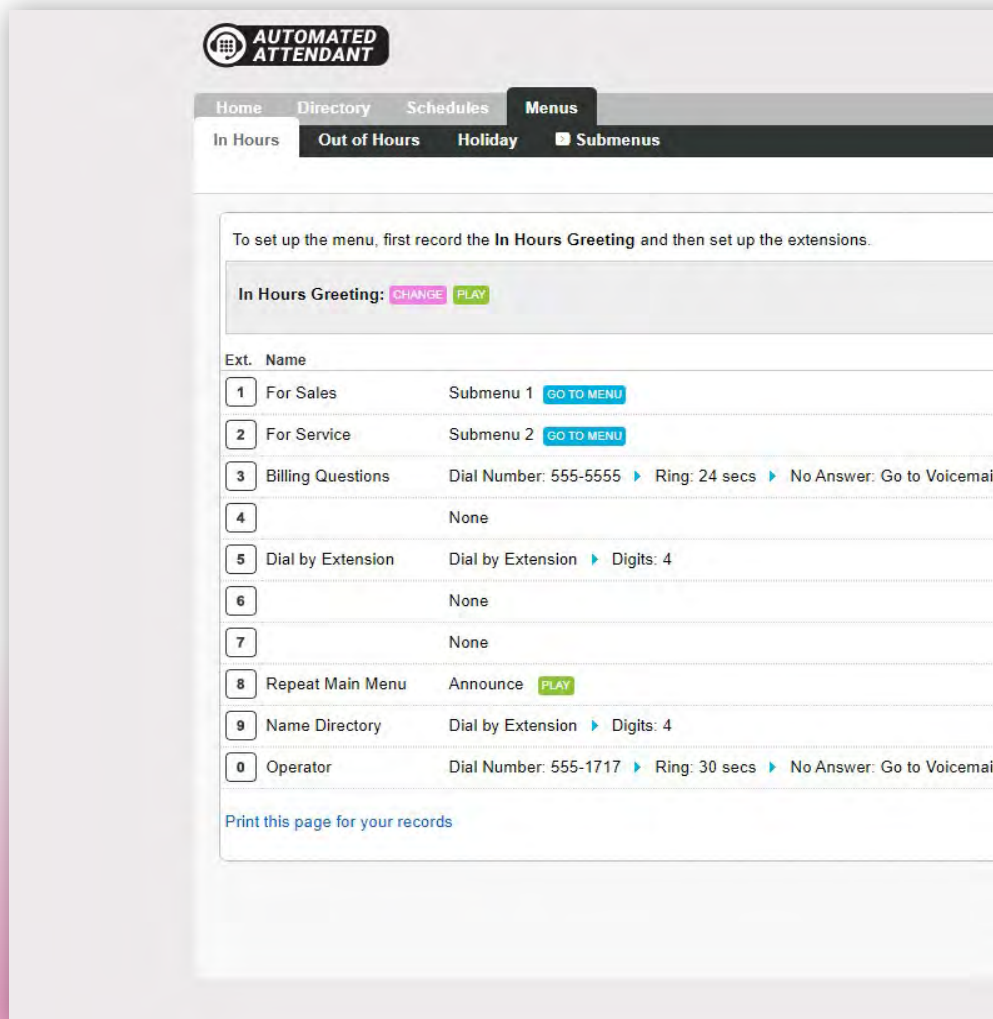 AUTOMATED
ATTENDANT
Home Directory Schedules Menus
In Hours Out of Hours Holiday Submenus
To set up the menu, first record the In Hours Greeting and then set up the extensions.
In Hours Greeting: CHANGE PLAY
Ext. Name
1 For Sales Submenu 1 GO TO MENU
2 For Service Submenu 2 GO TO MENU
3 Billing Questions Dial Number: 555-5555 Ring: 24 secs No Answer: Go to Voicemai
4 None
5 Dial by Extension Dial by Extension Digits: 4
6 None
7 None
8 Repeat Main Menu Announce PLAY
9 Name Directory Dial by Extension Digits: 4
0 Operator Dial Number: 555-1717 Ring: 30 secs No Answer: Go to Voicemai
Print this page for your records